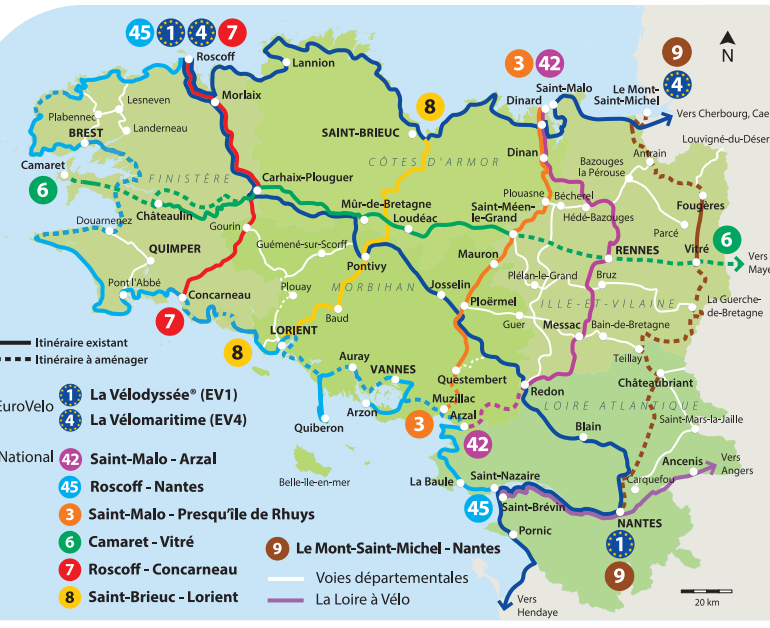 45 1 4 7
Roscoff
Lannion
3 42
Saint-Malo
Dinard
9
4
Le Mont-
Saint-Michel
N
Vers Cherbourg, Cae
Louvigné-du-Déser
Morlaix
Lesneven
Plabennec
Landerneau
BREST
8
SAINT-BRIEUC
CÔTES D'ARMOR
Dinan
Antrain
Bazouges
la Pérouse
Camaret
6
FINISTÈRE
Carhaix-Plouguer
Châteaulin
Mûr-de-Bretagne
Loudéac
Saint-Méen-
le-Grand
Plouasne
Bécherel
Hédé-Bazouges
Fougères
Parcé
Vitré
6
Vers
Maye
Douarnenez
Gourin
Guémené-sur-Scorff
QUIMPER
Pontivy
Mauron
RENNES
Plélan-le-Grand
Bruz
Pont l'Abbé
Concarneau
Plouay
MORBIHAN
Josselin
Ploërmel
ILLE-ET-VILAINE
La Guerche-
de-Bretagne
7
LORIENT
Baud
Guer
Messac
Bain-de-Bretagne
Teillay
8
Itinéraire existant
Itinéraire à aménager
Auray
VANNES
Questembert
Châteaubriant
EuroVelo
1 La Vélodyssée® (EV1)
4 La Vélomaritime (EV4)
Quiberon
Arzon
3
Muzillac
Arzal
42
Redon
LOIRE ATLANTIQUE
Saint-Mars-la-Jaille
Blain
National
42 Saint-Malo - Arzal
45 Roscoff - Nantes
3 Saint-Malo - Presqu'île de Rhuys
6 Camaret - Vitré
7 Roscoff - Concarneau
8 Saint-Brieuc - Lorient
Belle-île-en-mer
La Baule
Saint-Nazaire
45
Saint-Brévin
Pornic
Ancenis
Vers
Angers
Carquefou
NANTES
1
9
9 Le Mont-Saint-Michel - Nantes
Voies départementales
La Loire à Vélo
Vers
Hendaye
20 km